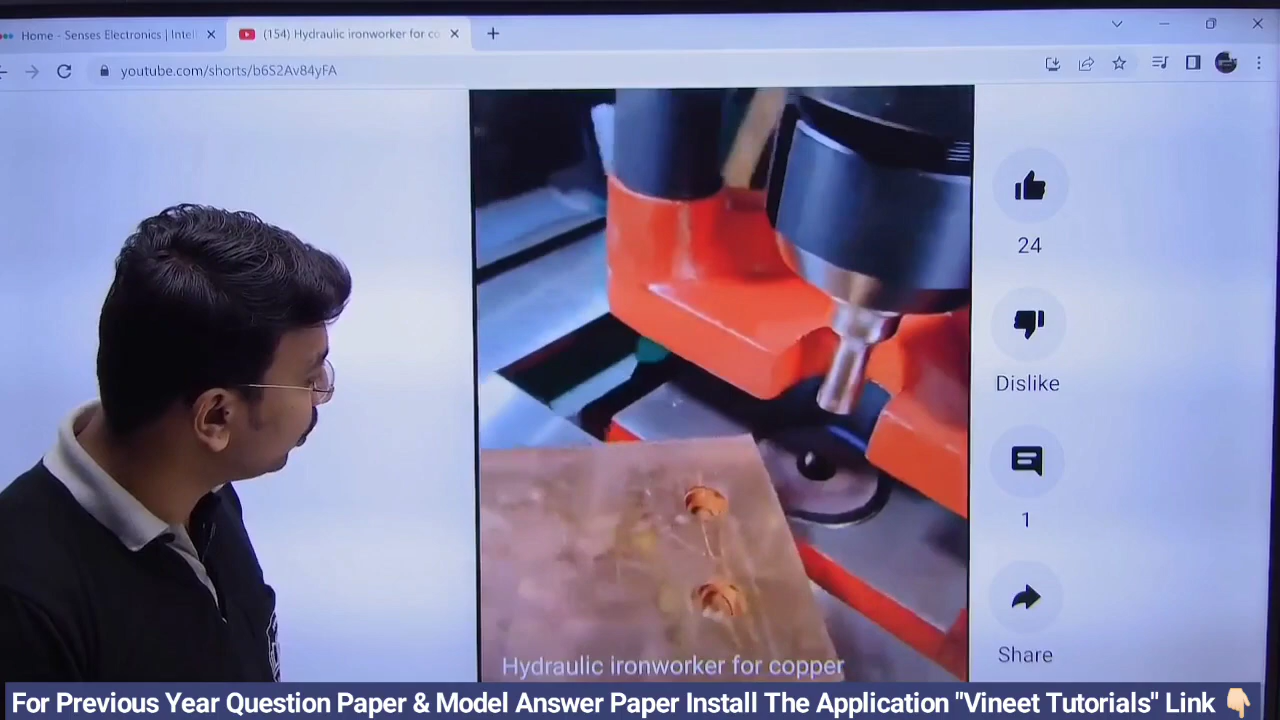 Home - Senses Electronics | Intell
(154) Hydraulic ironworker for co
youtube.com/shorts/b6S2Av84yFA
24
Dislike
1
Share
Hydraulic ironworker for copper
For Previous Year Question Paper & Model Answer Paper Install The Application "Vineet Tutorials" Link 👇🏻